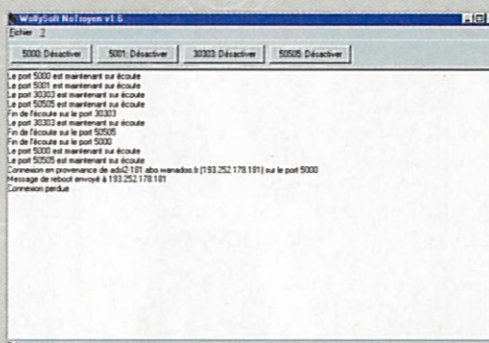 WollySoft NoTroyen v1.6
Fichier ?
5000: Désactiver 5001: Désactiver 30303: Désactiver 50505: Désactiver
Le port 5000 est maintenant sur écoute
Le port 5001 est maintenant sur écoute
Le port 30303 est maintenant sur écoute
Le port 50505 est maintenant sur écoute
Fin de l'écoute sur le port 30303
Le port 30303 est maintenant sur écoute
Fin de l'écoute sur le port 50505
Fin de l'écoute sur le port 5000
Le port 5000 est maintenant sur écoute
Le port 50505 est maintenant sur écoute
Connexion en provenance de adsl2-181.abo.wanadoo.fr (193.252.178.181) sur le port 5000
Message de reboot envoyé à 193.252.178.181
Connexion perdue